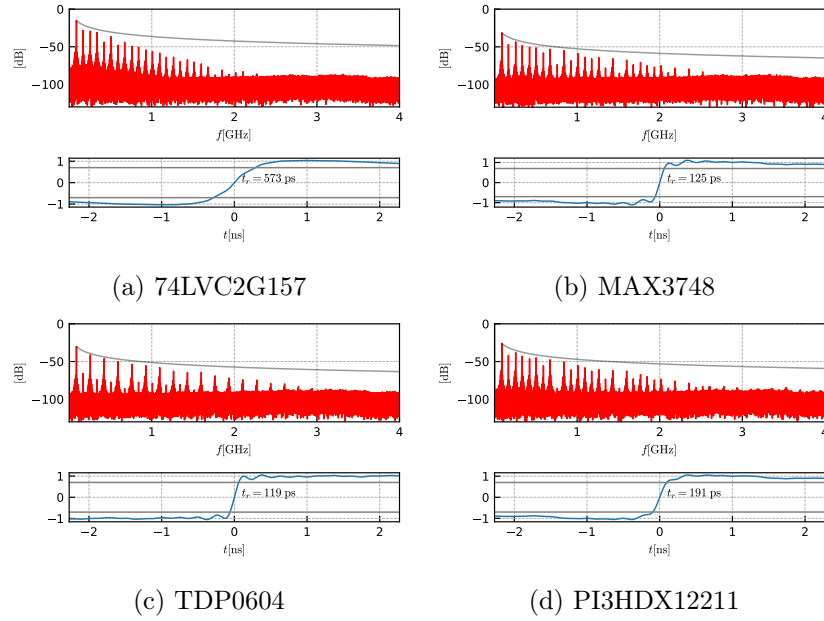 0
−50
−100
[dB]
1 2 3 4
f[GHz]
1
0
−1
t_r = 573 ps
−2 −1 0 1 2
t[ns]
(a) 74LVC2G157
0
−50
−100
[dB]
1 2 3 4
f[GHz]
1
0
−1
t_r = 125 ps
−2 −1 0 1 2
t[ns]
(b) MAX3748
0
−50
−100
[dB]
1 2 3 4
f[GHz]
1
0
−1
t_r = 119 ps
−2 −1 0 1 2
t[ns]
(c) TDP0604
0
−50
−100
[dB]
1 2 3 4
f[GHz]
1
0
−1
t_r = 191 ps
−2 −1 0 1 2
t[ns]
(d) PI3HDX12211